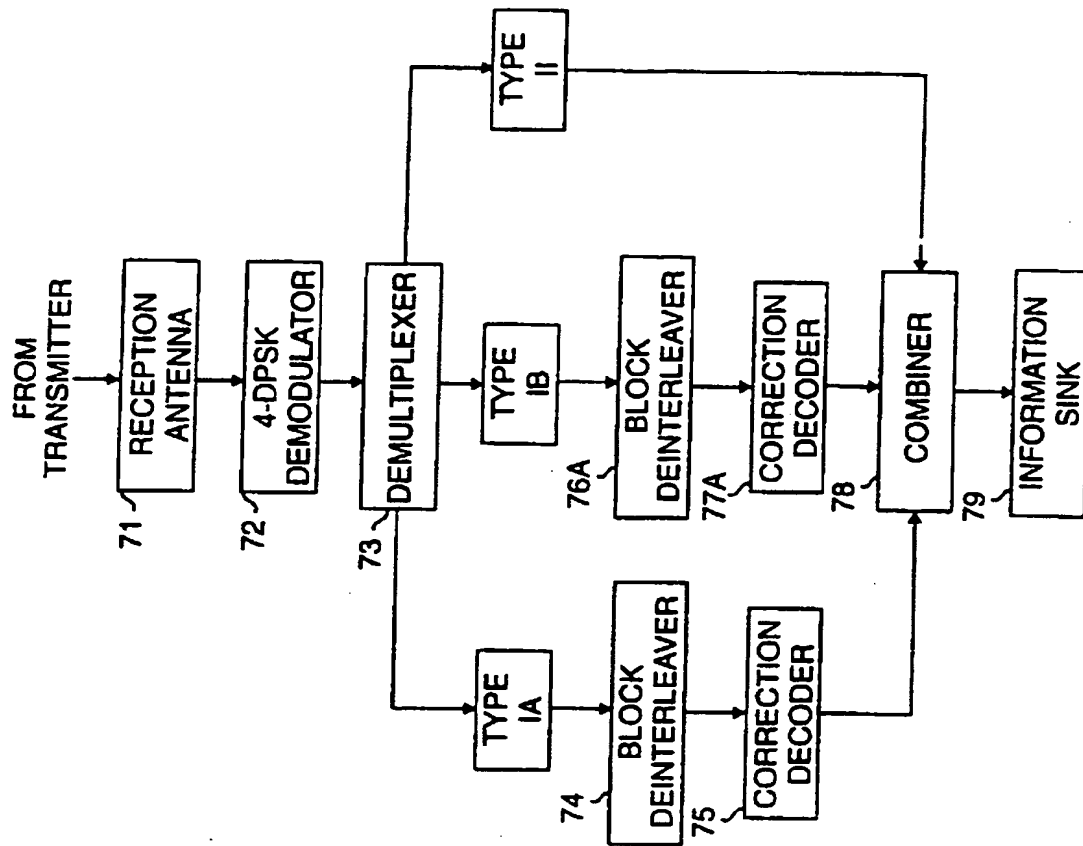 FROM
TRANSMITTER
71
RECEPTION
ANTENNA
72
4-DPSK
DEMODULATOR
73
DEMULTIPLEXER
TYPE
IA
TYPE
IB
TYPE
II
74
BLOCK
DEINTERLEAVER
76A
BLOCK
DEINTERLEAVER
75
CORRECTION
DECODER
77A
CORRECTION
DECODER
78
COMBINER
79
INFORMATION
SINK